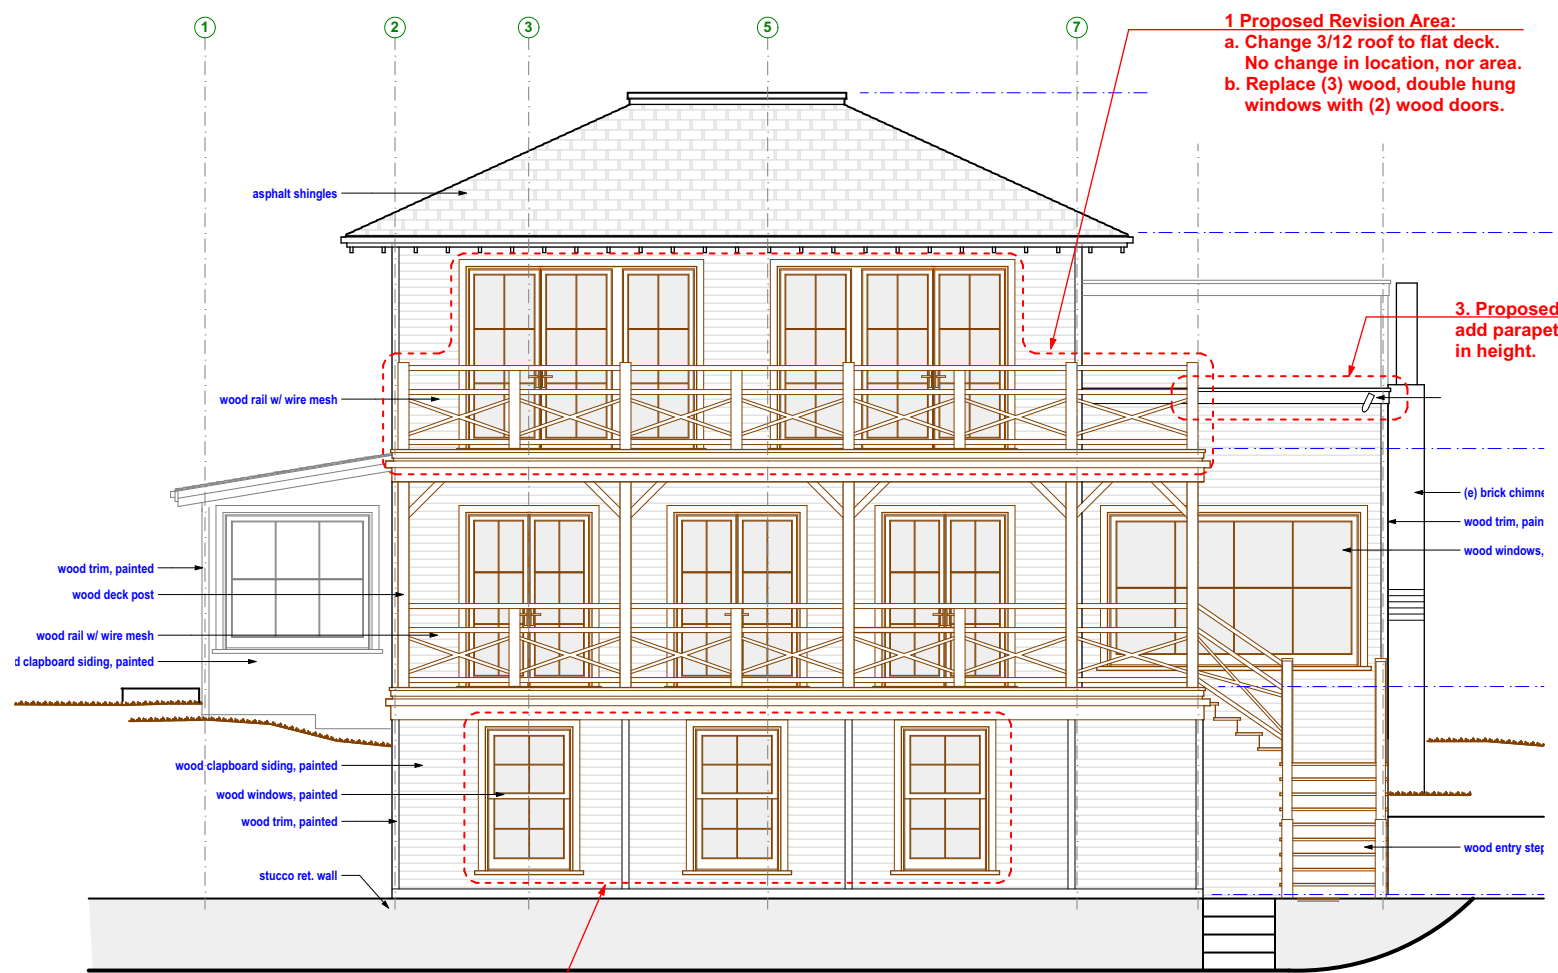 1
2
3
5
7
1 Proposed Revision Area:
a. Change 3/12 roof to flat deck.
No change in location, nor area.
b. Replace (3) wood, double hung
windows with (2) wood doors.
asphalt shingles
3. Proposed
add parapet
in height.
wood rail w/ wire mesh
(e) brick chimne
wood trim, pain
wood windows,
wood trim, painted
wood deck post
wood rail w/ wire mesh
d clapboard siding, painted
wood clapboard siding, painted
wood windows, painted
wood trim, painted
wood entry step
stucco ret. wall